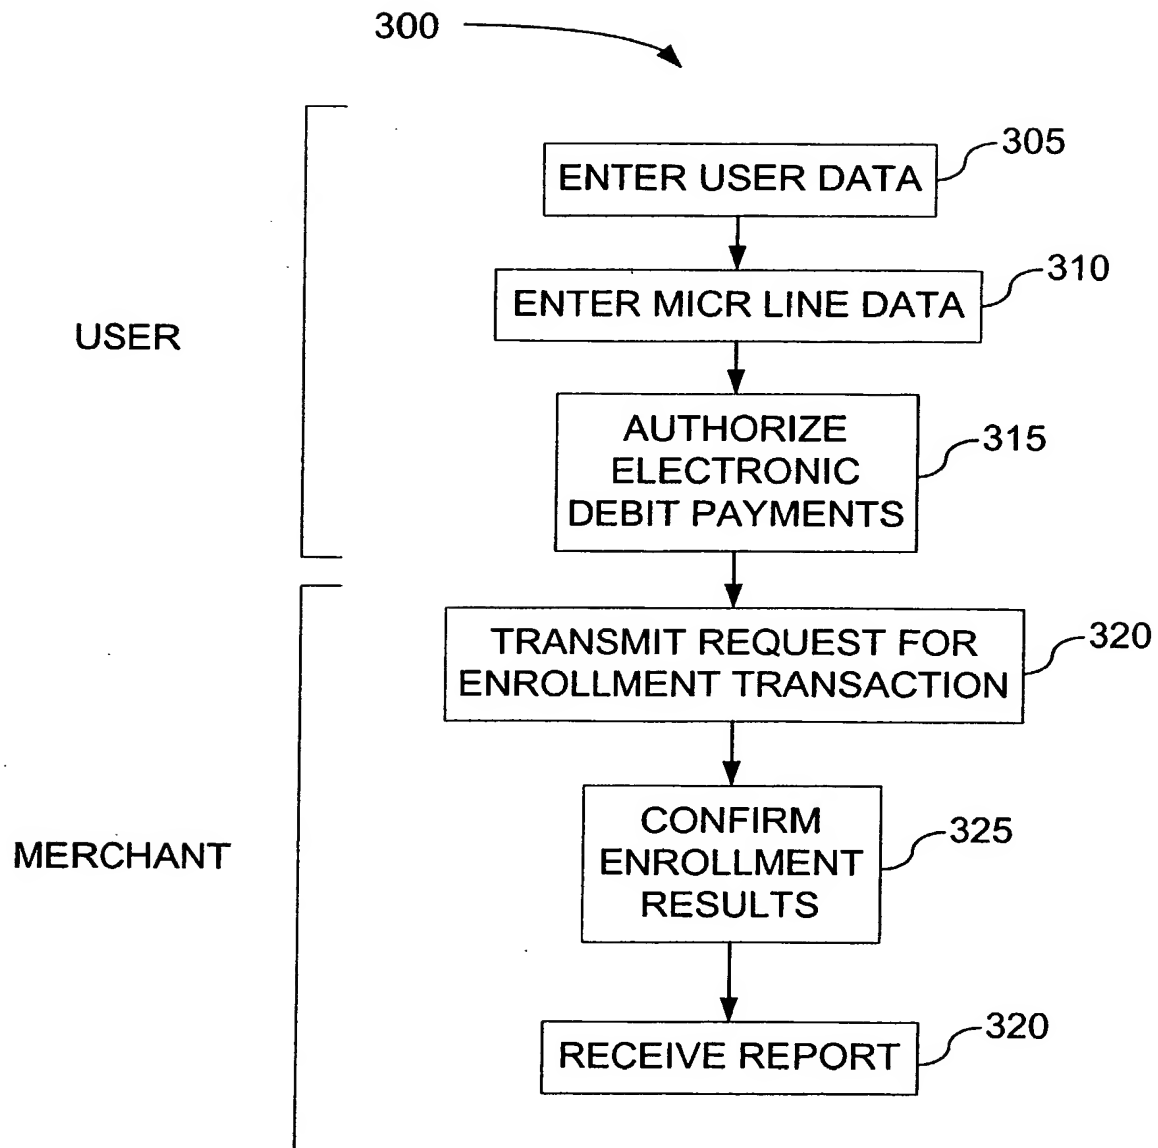 300
305
ENTER USER DATA
310
ENTER MICR LINE DATA
USER
AUTHORIZE
ELECTRONIC
DEBIT PAYMENTS
315
TRANSMIT REQUEST FOR
ENROLLMENT TRANSACTION
320
CONFIRM
ENROLLMENT
RESULTS
325
MERCHANT
RECEIVE REPORT
320